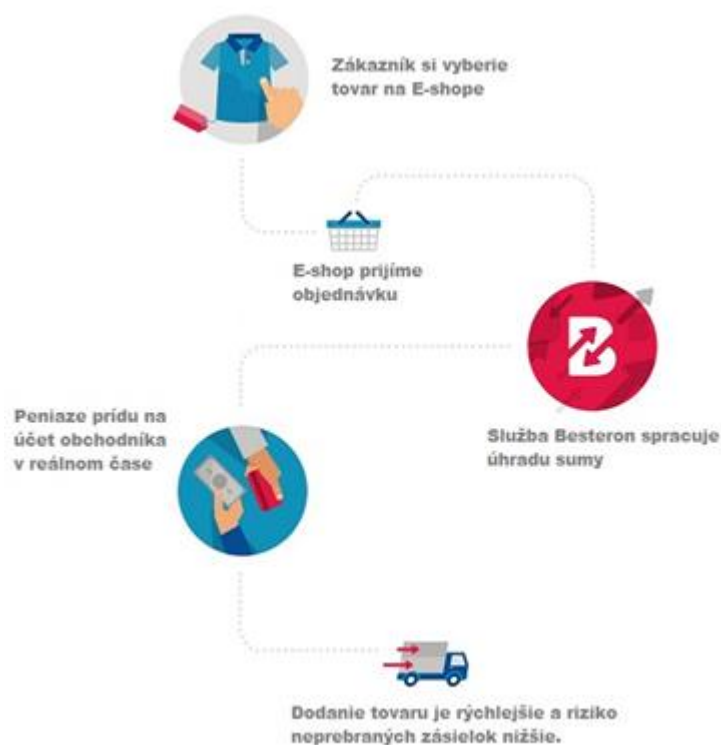 Zákazník si vyberie
tovar na E-shope
E-shop prijíme
objednávku
B
Služba Besteron spracuje
úhradu sumy
Peniaze prídu na
účet obchodníka
v reálnom čase
Dodanie tovaru je rýchlejšie a riziko
neprebraných zásielok nižšie.